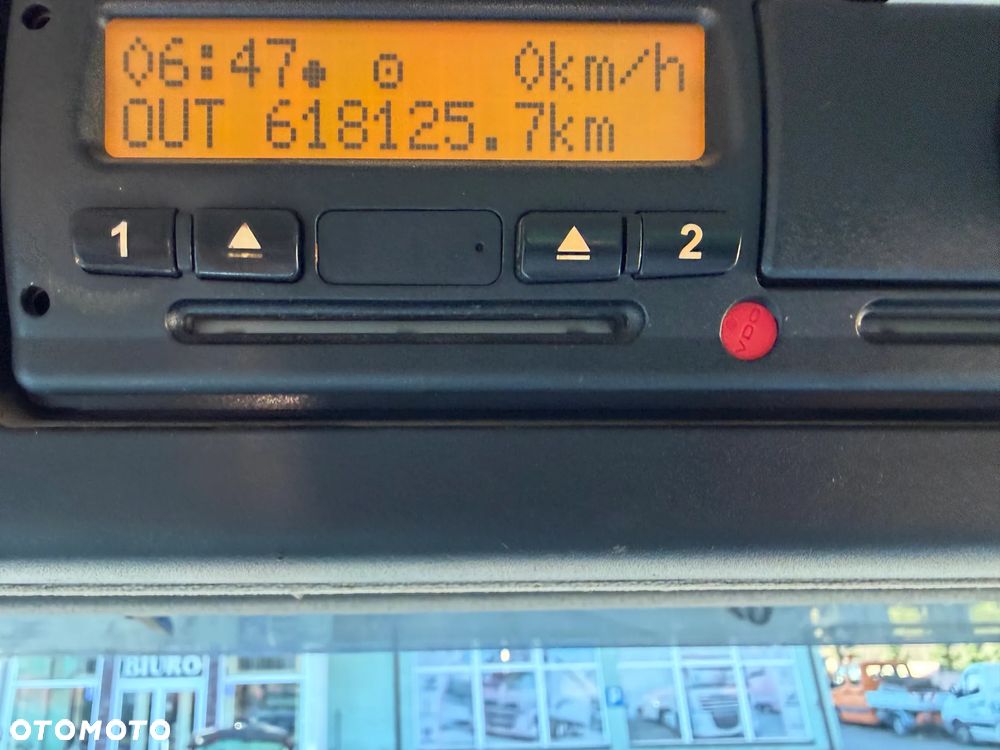 06:47 0km/h
OUT 618125.7km
1 2
VDO
BIURO
OTOMOTO